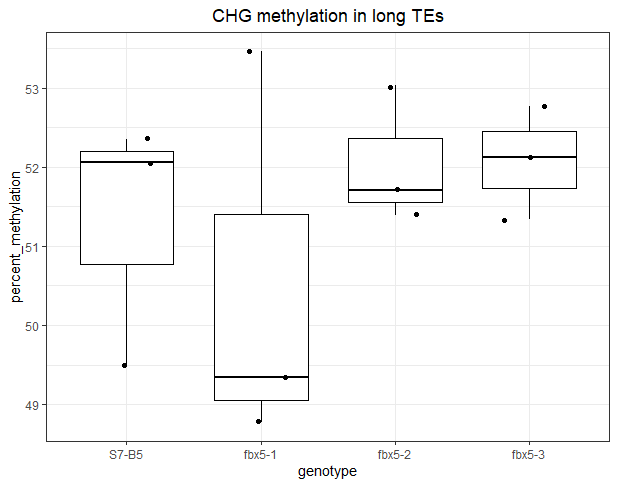 CHG methylation in long TEs
percent_methylation
53
52
51
50
49
S7-B5 fbx5-1 fbx5-2 fbx5-3
genotype